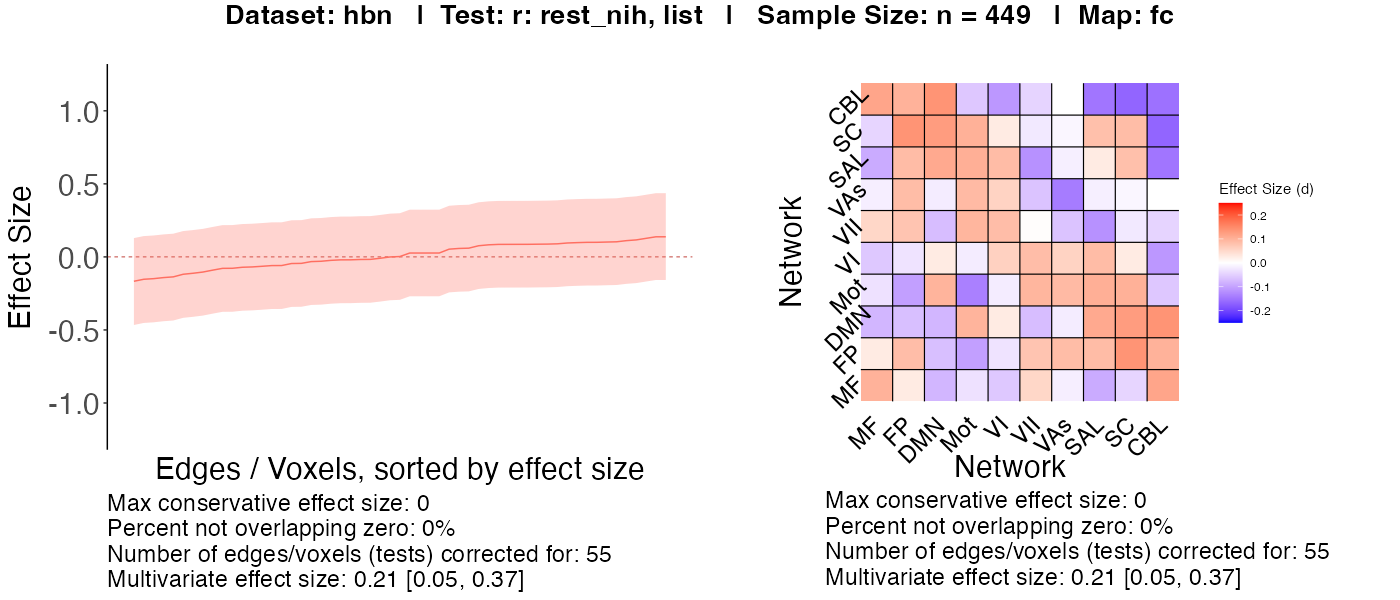 Dataset: hbn | Test: r: rest_nih, list | Sample Size: n = 449 | Map: fc
Effect Size
1.0
0.5
0.0
-0.5
-1.0
Edges / Voxels, sorted by effect size
Max conservative effect size: 0
Percent not overlapping zero: 0%
Number of edges/voxels (tests) corrected for: 55
Multivariate effect size: 0.21 [0.05, 0.37]
Network
CBL
SC
SAL
VAs
VII
VI
Mot
DMN
FP
MF
MF FP DMN Mot VI VII VAs SAL SC CBL
Network
Effect Size (d)
0.2
0.1
0.0
-0.1
-0.2
Max conservative effect size: 0
Percent not overlapping zero: 0%
Number of edges/voxels (tests) corrected for: 55
Multivariate effect size: 0.21 [0.05, 0.37]